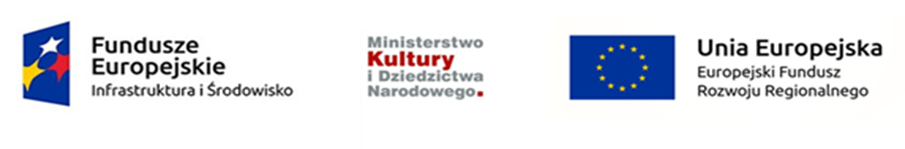 Fundusze
Europejskie
Infrastruktura i Środowisko
Ministerstwo
Kultury
i Dziedzictwa
Narodowego.
Unia Europejska
Europejski Fundusz
Rozwoju Regionalnego